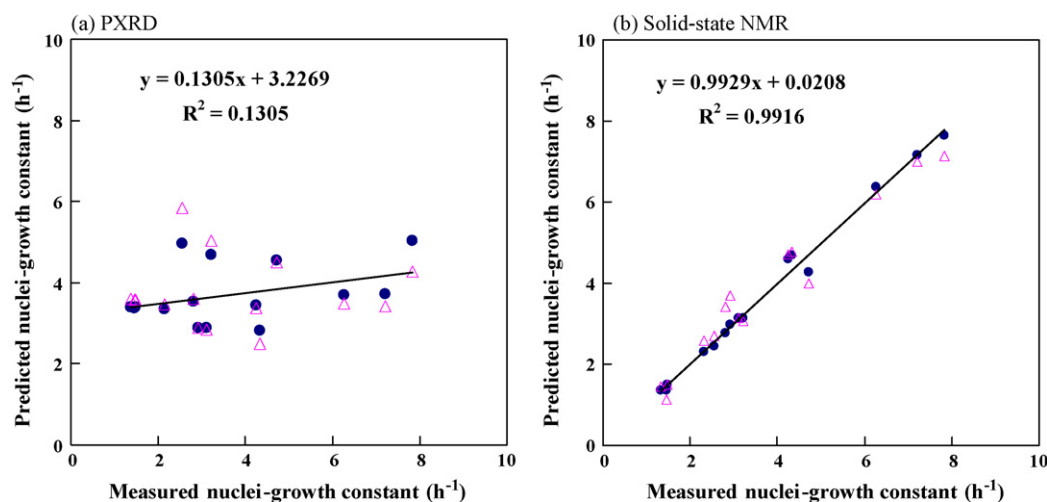 (a) PXRD
10
8
6
4
2
0
0 2 4 6 8 10
y = 0.1305x + 3.2269
R² = 0.1305
Predicted nuclei-growth constant (h⁻¹)
Measured nuclei-growth constant (h⁻¹)
(b) Solid-state NMR
10
8
6
4
2
0
0 2 4 6 8 10
y = 0.9929x + 0.0208
R² = 0.9916
Predicted nuclei-growth constant (h⁻¹)
Measured nuclei-growth constant (h⁻¹)